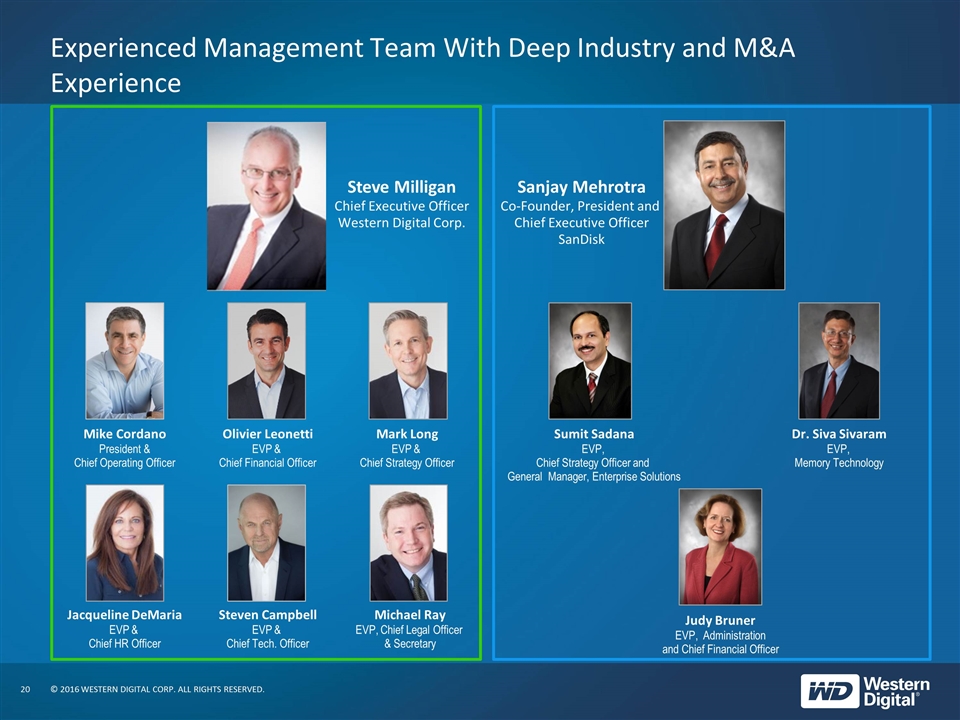 Experienced Management Team With Deep Industry and M&A
Experience
Steve Milligan
Chief Executive Officer
Western Digital Corp.
Sanjay Mehrotra
Co-Founder, President and
Chief Executive Officer
SanDisk
Mike Cordano
President &
Chief Operating Officer
Olivier Leonetti
EVP &
Chief Financial Officer
Mark Long
EVP &
Chief Strategy Officer
Sumit Sadana
EVP,
Chief Strategy Officer and
General Manager, Enterprise Solutions
Dr. Siva Sivaram
EVP,
Memory Technology
Jacqueline DeMaria
EVP &
Chief HR Officer
Steven Campbell
EVP &
Chief Tech. Officer
Michael Ray
EVP, Chief Legal Officer
& Secretary
Judy Bruner
EVP, Administration
and Chief Financial Officer
20 © 2016 WESTERN DIGITAL CORP. ALL RIGHTS RESERVED.
WD Western
Digital®